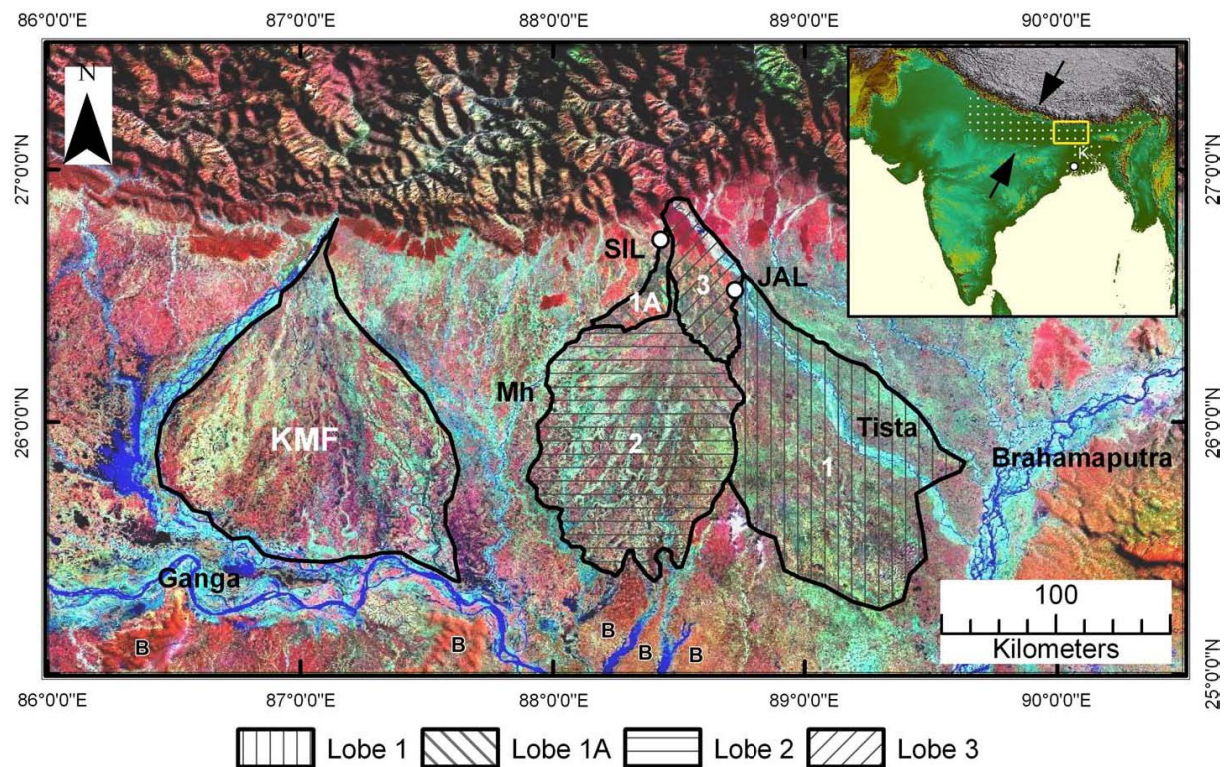 86°0'0"E 87°0'0"E 88°0'0"E 89°0'0"E 90°0'0"E
N
K
27°0'0"N 27°0'0"N
SIL
JAL
1A 3
Mh
KMF 2 1 Tista
26°0'0"N 26°0'0"N
Brahamaputra
Ganga
100
Kilometers
B B B B B
25°0'0"N
86°0'0"E 87°0'0"E 88°0'0"E 89°0'0"E 90°0'0"E
Lobe 1 Lobe 1A Lobe 2 Lobe 3